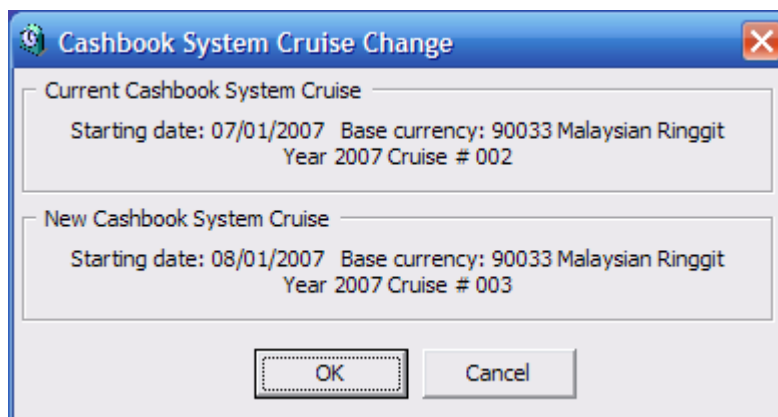 Cashbook System Cruise Change
Current Cashbook System Cruise
Starting date: 07/01/2007 Base currency: 90033 Malaysian Ringgit
Year 2007 Cruise # 002
New Cashbook System Cruise
Starting date: 08/01/2007 Base currency: 90033 Malaysian Ringgit
Year 2007 Cruise # 003
OK Cancel